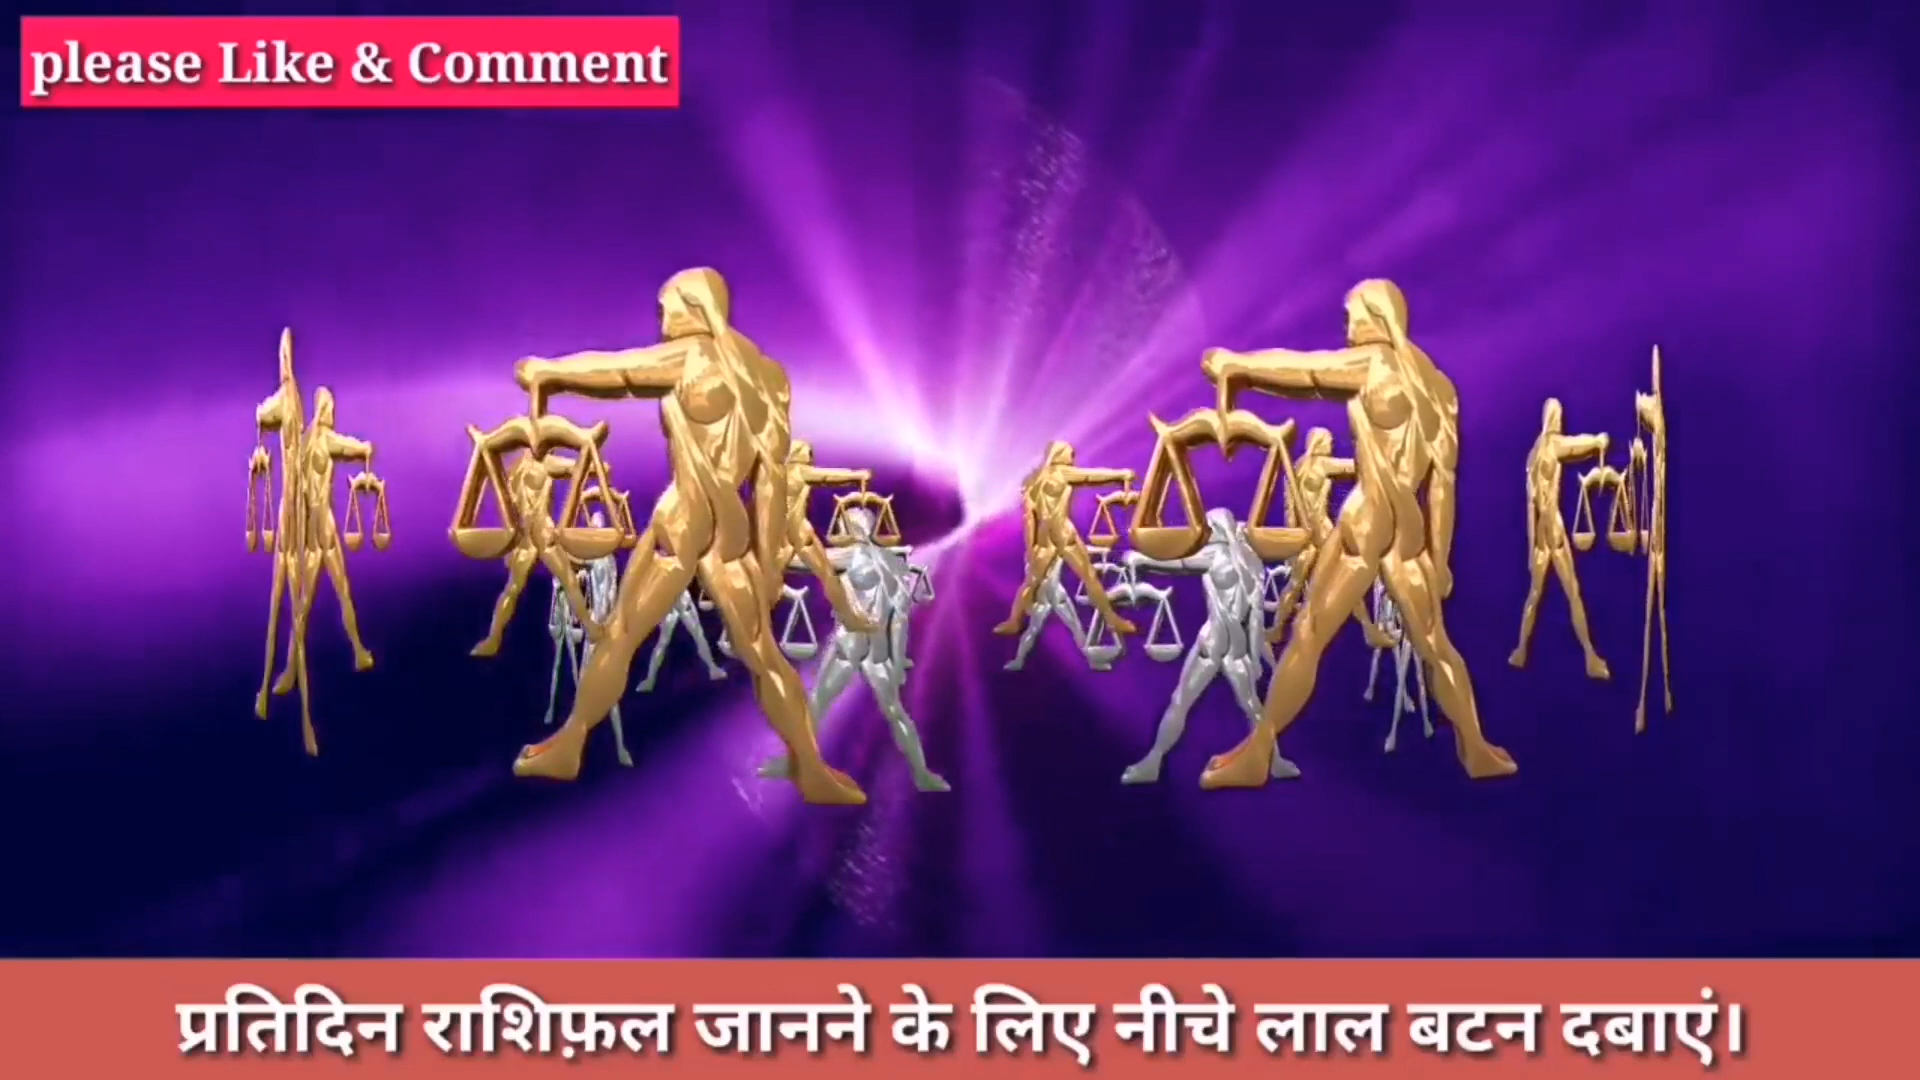 please Like & Comment
प्रतिदिन राशिफ़ल जानने के लिए नीचे लाल बटन दबाएं।